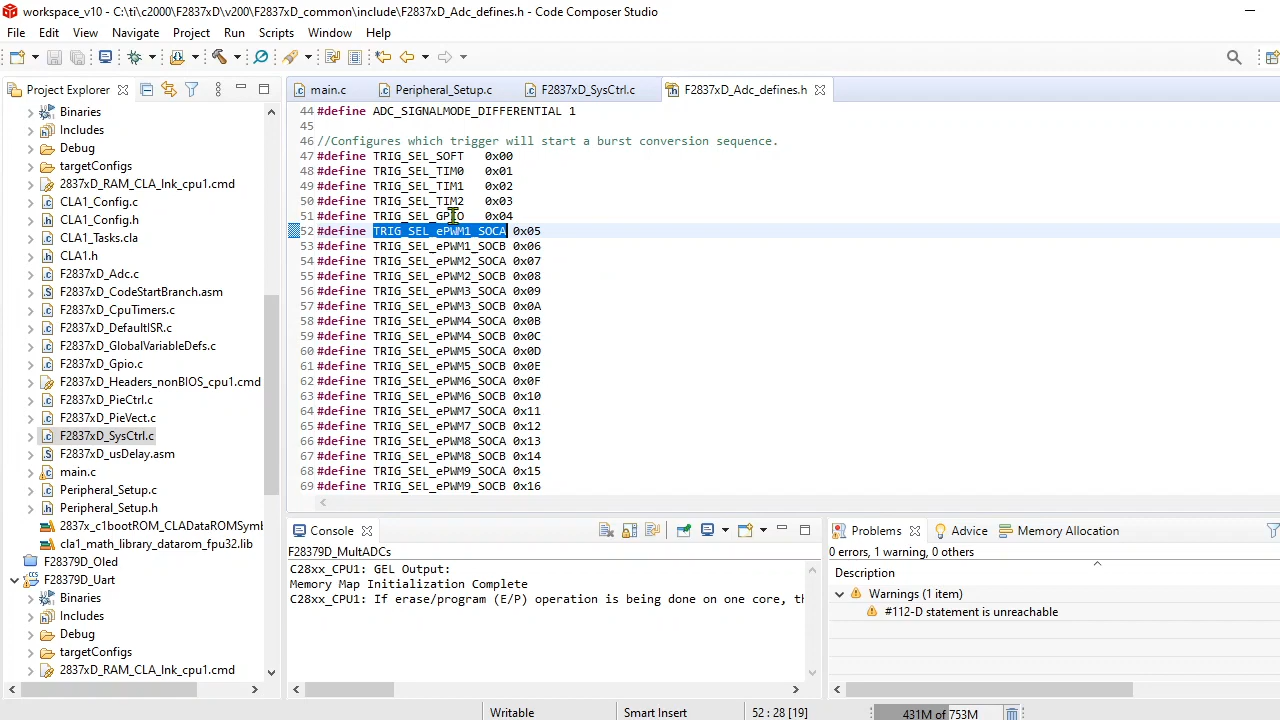 workspace_v10 - C:\ti\c2000\F2837xD\v200\F2837xD_common\include\F2837xD_Adc_defines.h - Code Composer Studio
File Edit View Navigate Project Run Scripts Window Help
Project Explorer
Binaries
Includes
Debug
targetConfigs
2837xD_RAM_CLA_lnk_cpu1.cmd
CLA1_Config.c
CLA1_Config.h
CLA1_Tasks.cla
CLA1.h
F2837xD_Adc.c
F2837xD_CodeStartBranch.asm
F2837xD_CpuTimers.c
F2837xD_DefaultISR.c
F2837xD_GlobalVariableDefs.c
F2837xD_Gpio.c
F2837xD_Headers_nonBIOS_cpu1.cmd
F2837xD_PieCtrl.c
F2837xD_PieVect.c
F2837xD_SysCtrl.c
F2837xD_usDelay.asm
main.c
Peripheral_Setup.c
Peripheral_Setup.h
2837x_c1bootROM_CLADataROMSymb
cla1_math_library_datarom_fpu32.lib
F28379D_Oled
F28379D_Uart
Binaries
Includes
Debug
targetConfigs
2837xD_RAM_CLA_lnk_cpu1.cmd
main.c Peripheral_Setup.c F2837xD_SysCtrl.c F2837xD_Adc_defines.h
44 #define ADC_SIGNALMODE_DIFFERENTIAL 1
45
46 //Configures which trigger will start a burst conversion sequence.
47 #define TRIG_SEL_SOFT 0x00
48 #define TRIG_SEL_TIM0 0x01
49 #define TRIG_SEL_TIM1 0x02
50 #define TRIG_SEL_TIM2 0x03
51 #define TRIG_SEL_GPIO 0x04
52 #define TRIG_SEL_ePWM1_SOCA 0x05
53 #define TRIG_SEL_ePWM1_SOCB 0x06
54 #define TRIG_SEL_ePWM2_SOCA 0x07
55 #define TRIG_SEL_ePWM2_SOCB 0x08
56 #define TRIG_SEL_ePWM3_SOCA 0x09
57 #define TRIG_SEL_ePWM3_SOCB 0x0A
58 #define TRIG_SEL_ePWM4_SOCA 0x0B
59 #define TRIG_SEL_ePWM4_SOCB 0x0C
60 #define TRIG_SEL_ePWM5_SOCA 0x0D
61 #define TRIG_SEL_ePWM5_SOCB 0x0E
62 #define TRIG_SEL_ePWM6_SOCA 0x0F
63 #define TRIG_SEL_ePWM6_SOCB 0x10
64 #define TRIG_SEL_ePWM7_SOCA 0x11
65 #define TRIG_SEL_ePWM7_SOCB 0x12
66 #define TRIG_SEL_ePWM8_SOCA 0x13
67 #define TRIG_SEL_ePWM8_SOCB 0x14
68 #define TRIG_SEL_ePWM9_SOCA 0x15
69 #define TRIG_SEL_ePWM9_SOCB 0x16
Console
F28379D_MultADCs
C28xx_CPU1: GEL Output:
Memory Map Initialization Complete
C28xx_CPU1: If erase/program (E/P) operation is being done on one core, th
Problems Advice Memory Allocation
0 errors, 1 warning, 0 others
Description
Warnings (1 item)
#112-D statement is unreachable
Writable Smart Insert 52 : 28 [19] 431M of 753M